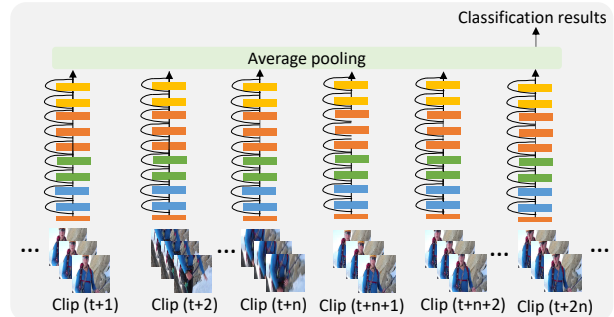 Classification results
Average pooling
... ... ...
Clip (t+1) Clip (t+2) Clip (t+n) Clip (t+n+1) Clip (t+n+2) Clip (t+2n)